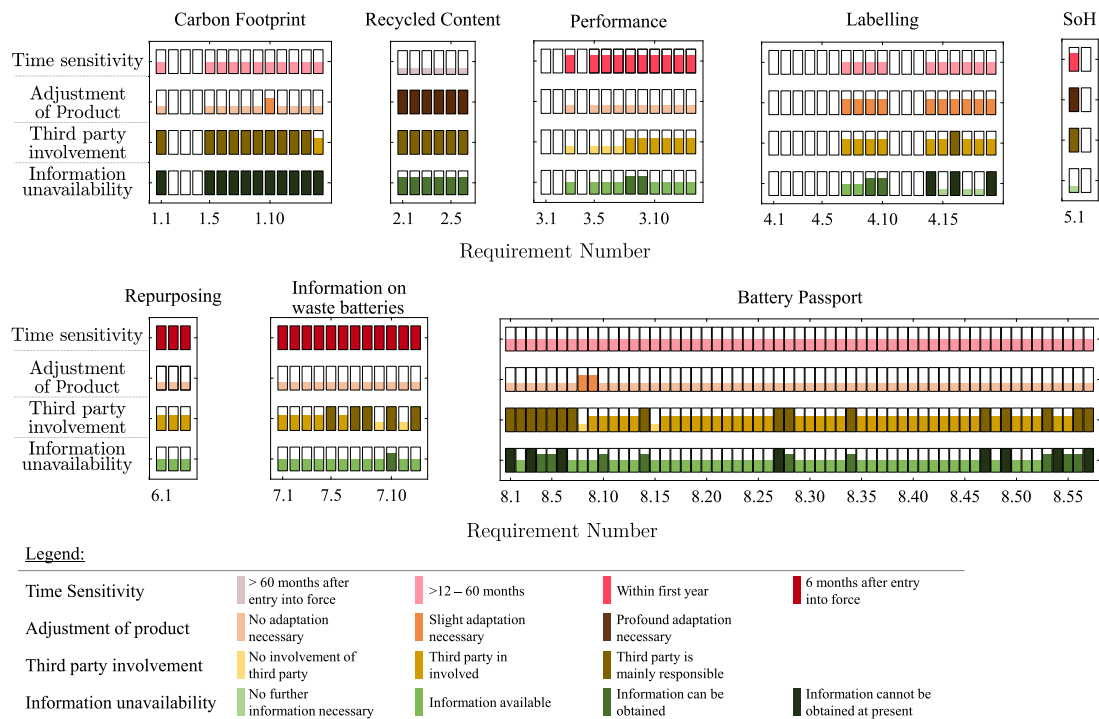 Carbon Footprint
Recycled Content
Performance
Labelling
SoH
Time sensitivity
Adjustment
of Product
Third party
involvement
Information
unavailability
1.1 1.5 1.10
2.1 2.5
3.1 3.5 3.10
4.1 4.5 4.10 4.15
5.1
Requirement Number
Repurposing
Information on
waste batteries
Battery Passport
Time sensitivity
Adjustment
of Product
Third party
involvement
Information
unavailability
6.1
7.1 7.5 7.10
8.1 8.5 8.10 8.15 8.20 8.25 8.30 8.35 8.40 8.45 8.50 8.55
Requirement Number
Legend:
Time Sensitivity
> 60 months after
entry into force
>12 – 60 months
Within first year
6 months after entry
into force
Adjustment of product
No adaptation
necessary
Slight adaptation
necessary
Profound adaptation
necessary
Third party involvement
No involvement of
third party
Third party in
involved
Third party is
mainly responsible
Information unavailability
No further
information necessary
Information available
Information can be
obtained
Information cannot be
obtained at present